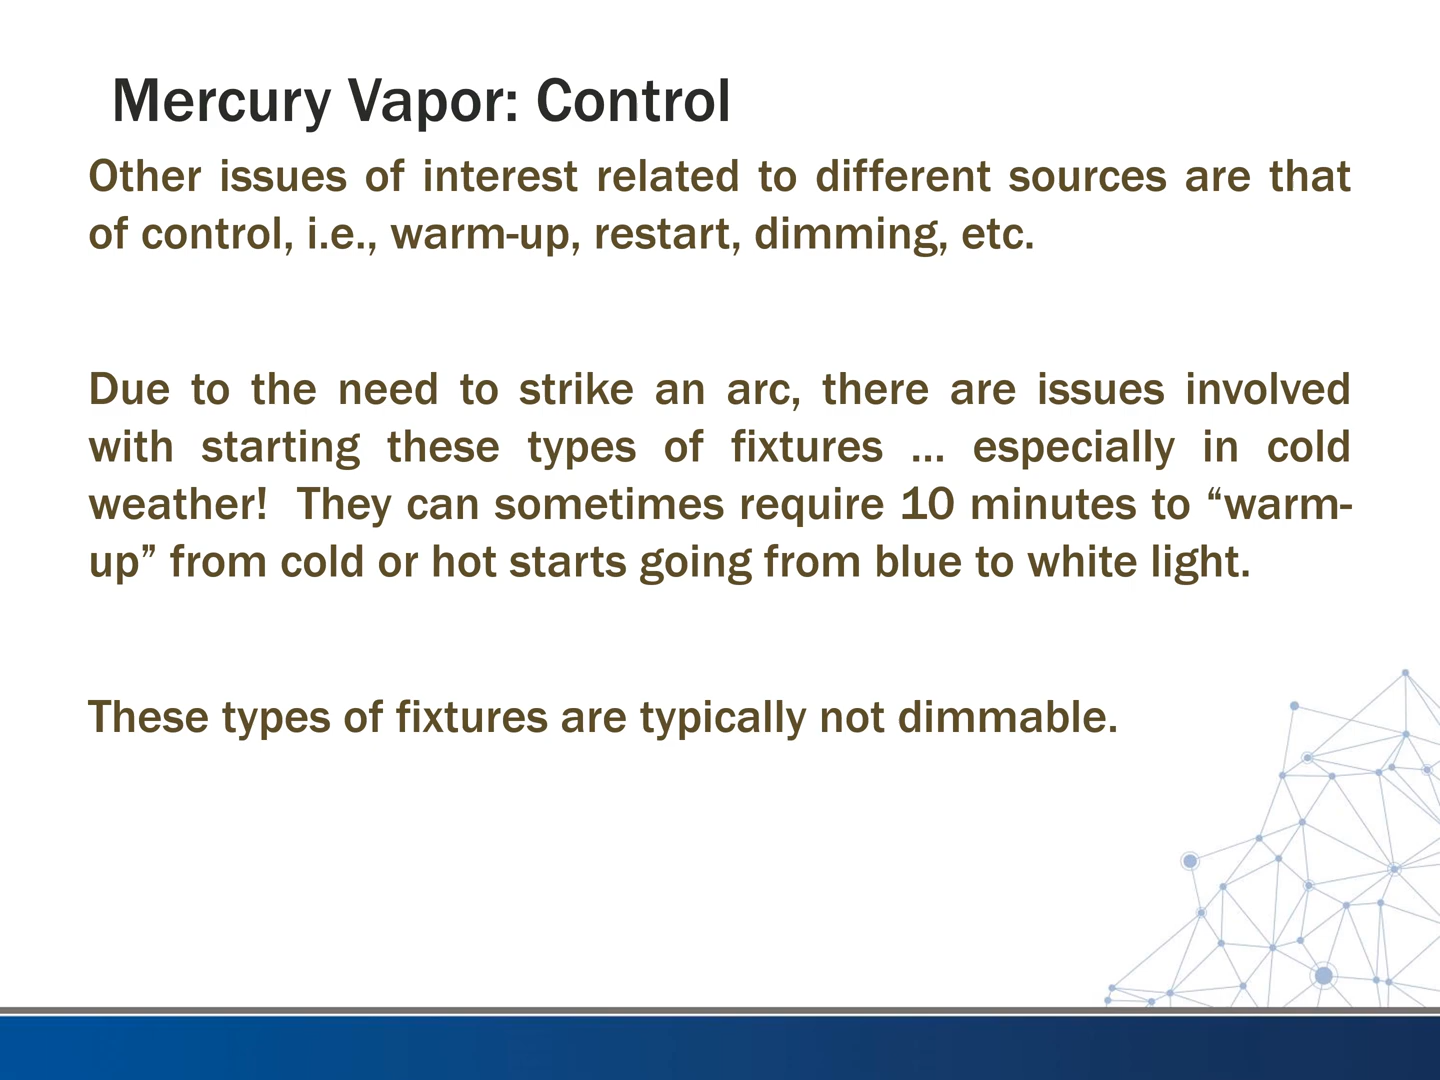 Mercury Vapor: Control
Other issues of interest related to different sources are that
of control, i.e., warm-up, restart, dimming, etc.
Due to the need to strike an arc, there are issues involved
with starting these types of fixtures … especially in cold
weather!  They can sometimes require 10 minutes to “warm-
up” from cold or hot starts going from blue to white light.
These types of fixtures are typically not dimmable.